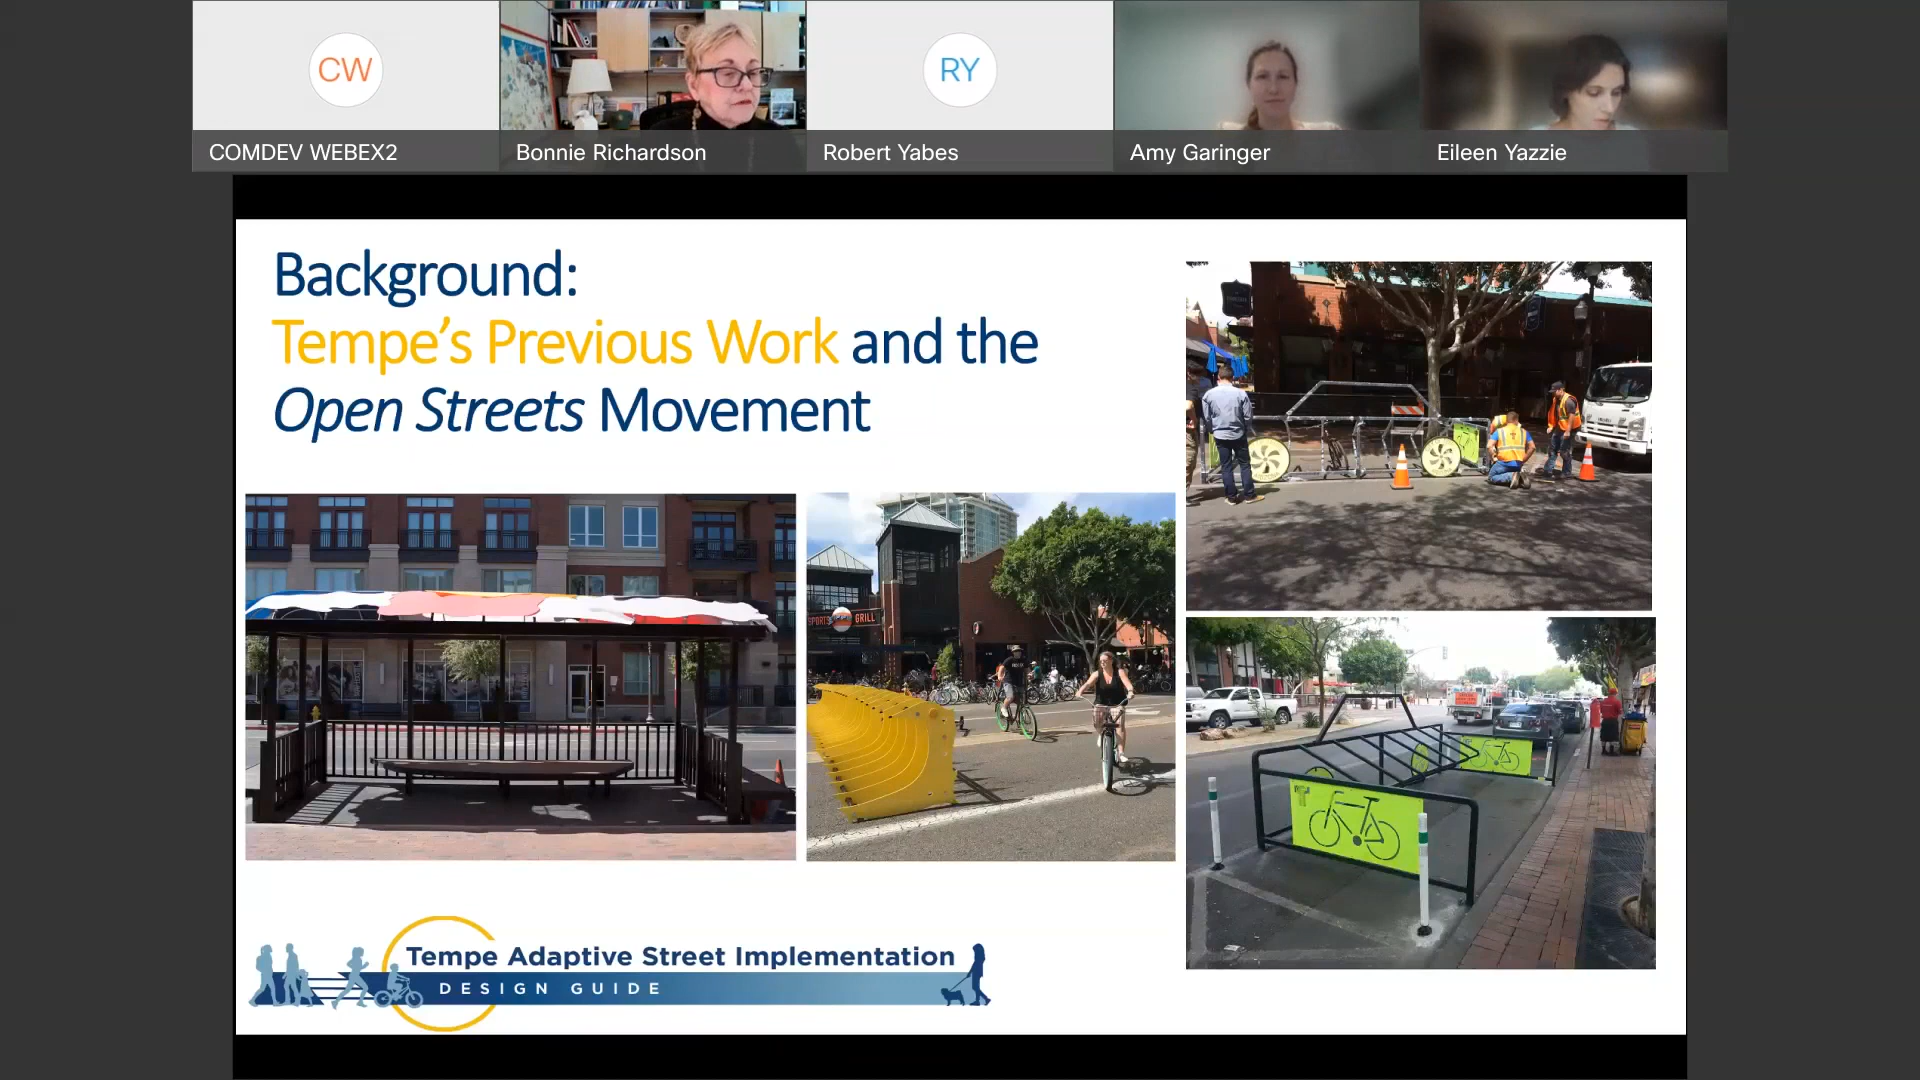 CW
RY
COMDEV WEBEX2
Bonnie Richardson
Robert Yabes
Amy Garinger
Eileen Yazzie
Background:
Tempe's Previous Work and the
Open Streets Movement
SPORTS GRILL
Tempe Adaptive Street Implementation
DESIGN GUIDE